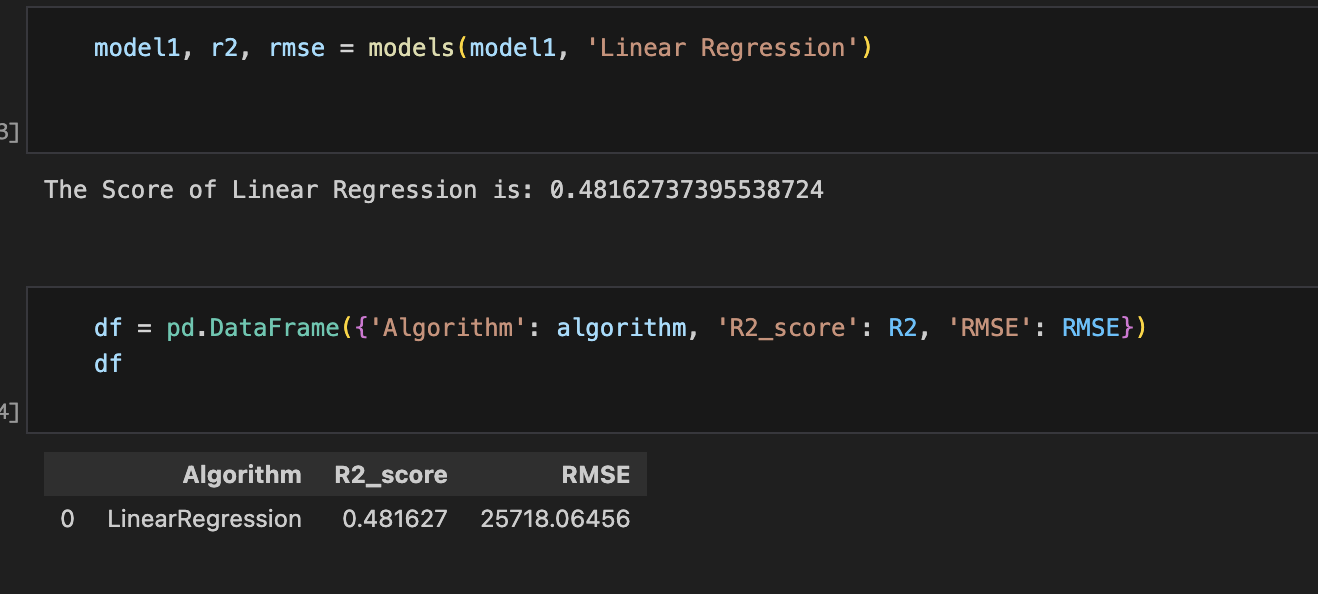 model1, r2, rmse = models(model1, 'Linear Regression')
3]
The Score of Linear Regression is: 0.48162737395538724
df = pd.DataFrame({'Algorithm': algorithm, 'R2_score': R2, 'RMSE': RMSE})
df
4]
Algorithm R2_score RMSE
0 LinearRegression 0.481627 25718.06456